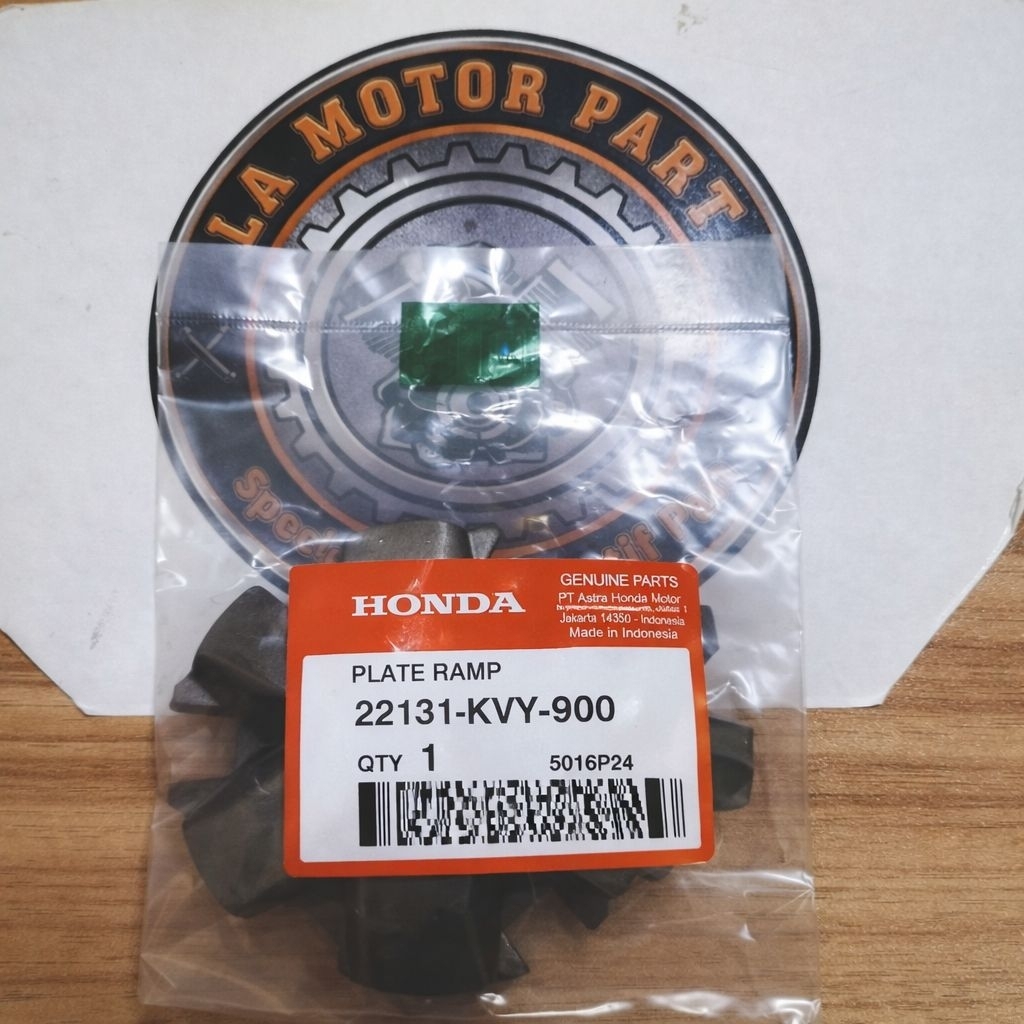 LA MOTOR PART
HONDA
GENUINE PARTS
PT Astra Honda Motor
Jakarta 14350 - Indonesia
Made in Indonesia
PLATE RAMP
22131-KVY-900
QTY 1
5016P24